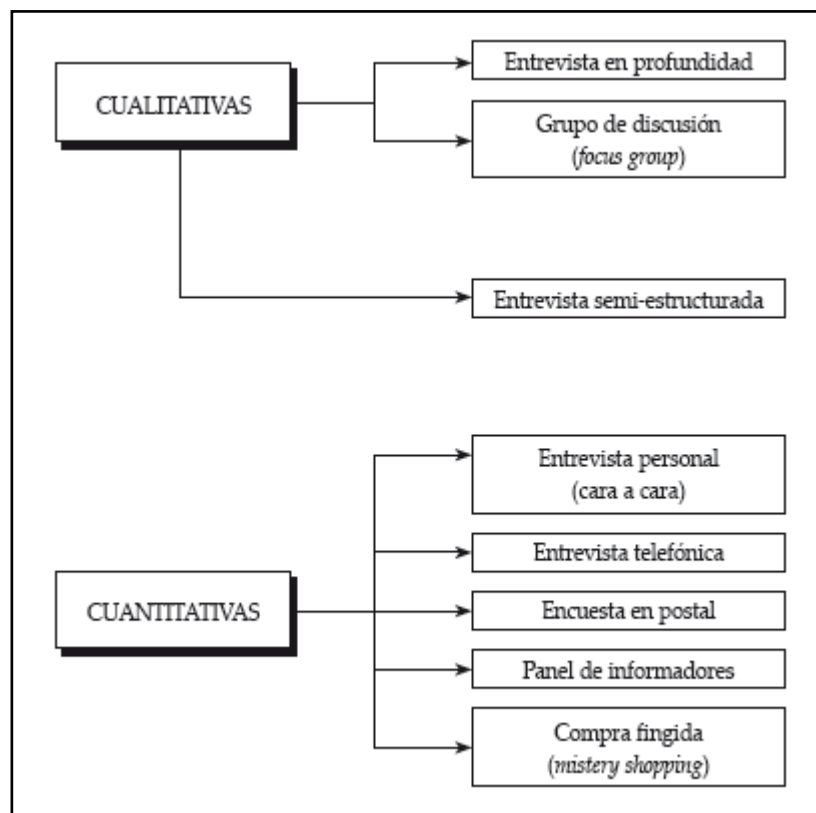 CUALITATIVAS
Entrevista en profundidad
Grupo de discusión
(focus group)
Entrevista semi-estructurada
CUANTITATIVAS
Entrevista personal
(cara a cara)
Entrevista telefónica
Encuesta en postal
Panel de informadores
Compra fingida
(mistery shopping)